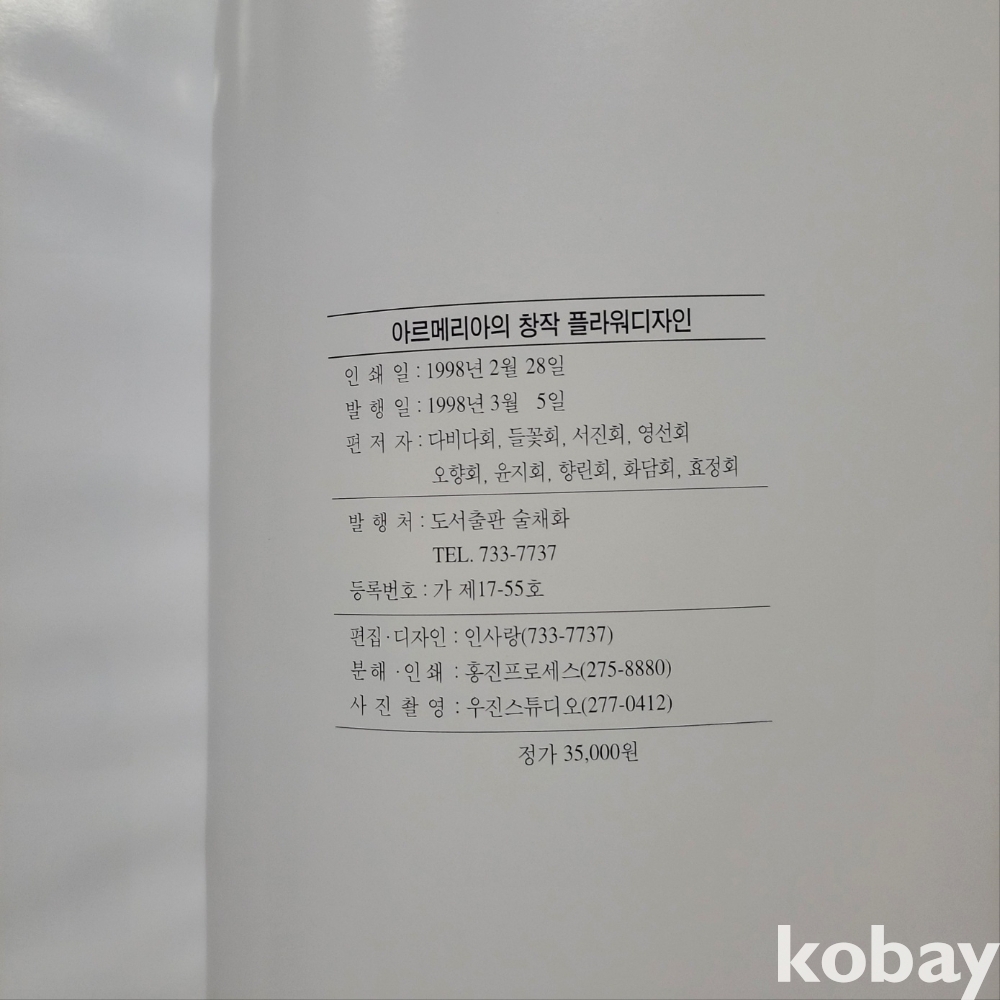 아르메리아의 창작 플라워디자인
인 쇄 일 : 1998년 2월 28일
발 행 일 : 1998년 3월 5일
편 저 자 : 다비다회, 들꽃회, 서진회, 영선회
오향회, 윤지회, 향린회, 화담회, 효정회
발 행 처 : 도서출판 술채화
TEL. 733-7737
등록번호 : 가 제17-55호
편집·디자인 : 인사랑(733-7737)
분해·인쇄 : 홍진프로세스(275-8880)
사 진 촬 영 : 우진스튜디오(277-0412)
정가 35,000원
kobay